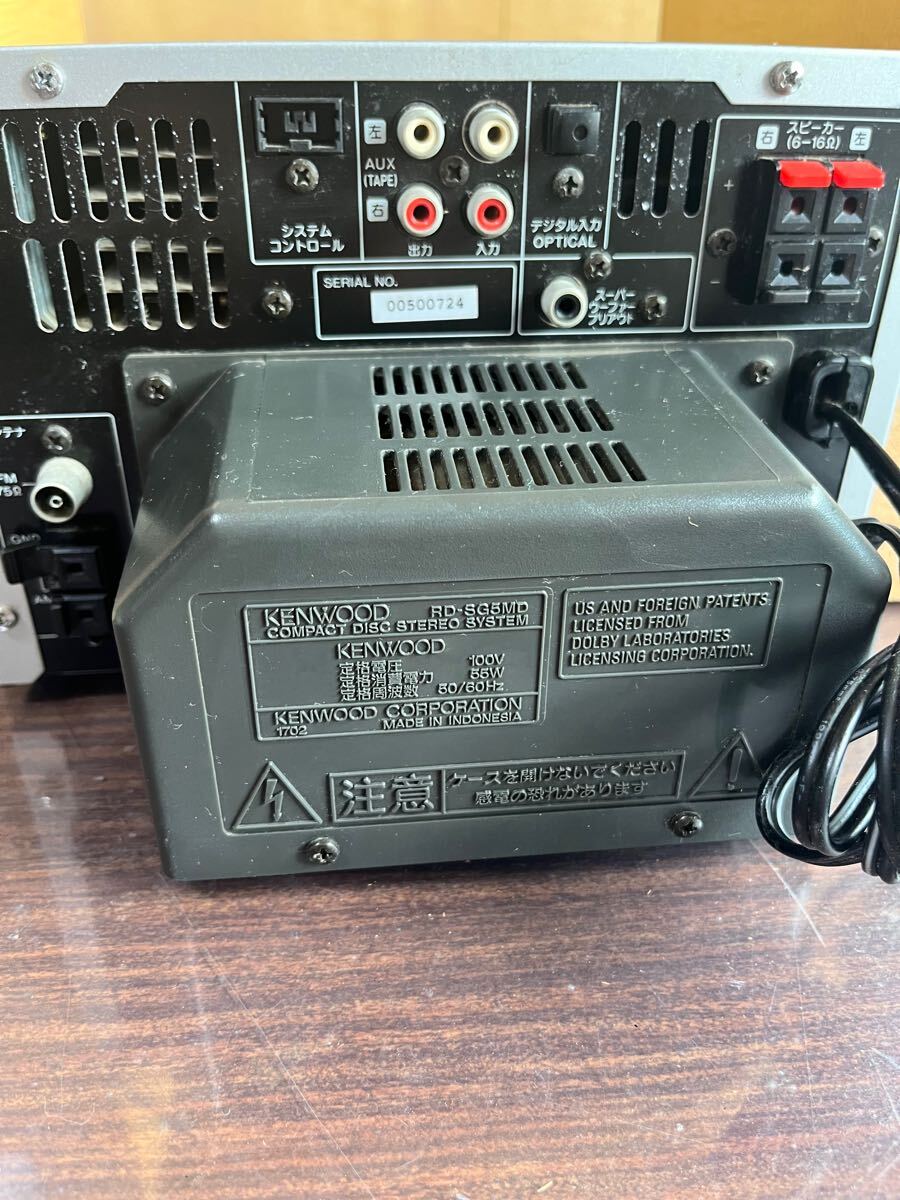 システム
コントロール
左
AUX
(TAPE)
右
出力
入力
デジタル入力
OPTICAL
右 スピーカー 左
(6–16Ω)
+
−
SERIAL NO.
00500724
スーパー
ウーファー
プリアウト
ンテナ
FM
75Ω
GND
AM
KENWOOD RD-SG5MD
COMPACT DISC STEREO SYSTEM
KENWOOD
定格電圧 100V
定格消費電力 55W
定格周波数 50/60Hz
KENWOOD CORPORATION
1702 MADE IN INDONESIA
US AND FOREIGN PATENTS
LICENSED FROM
DOLBY LABORATORIES
LICENSING CORPORATION.
注意
ケースを開けないでください
感電の恐れがあります